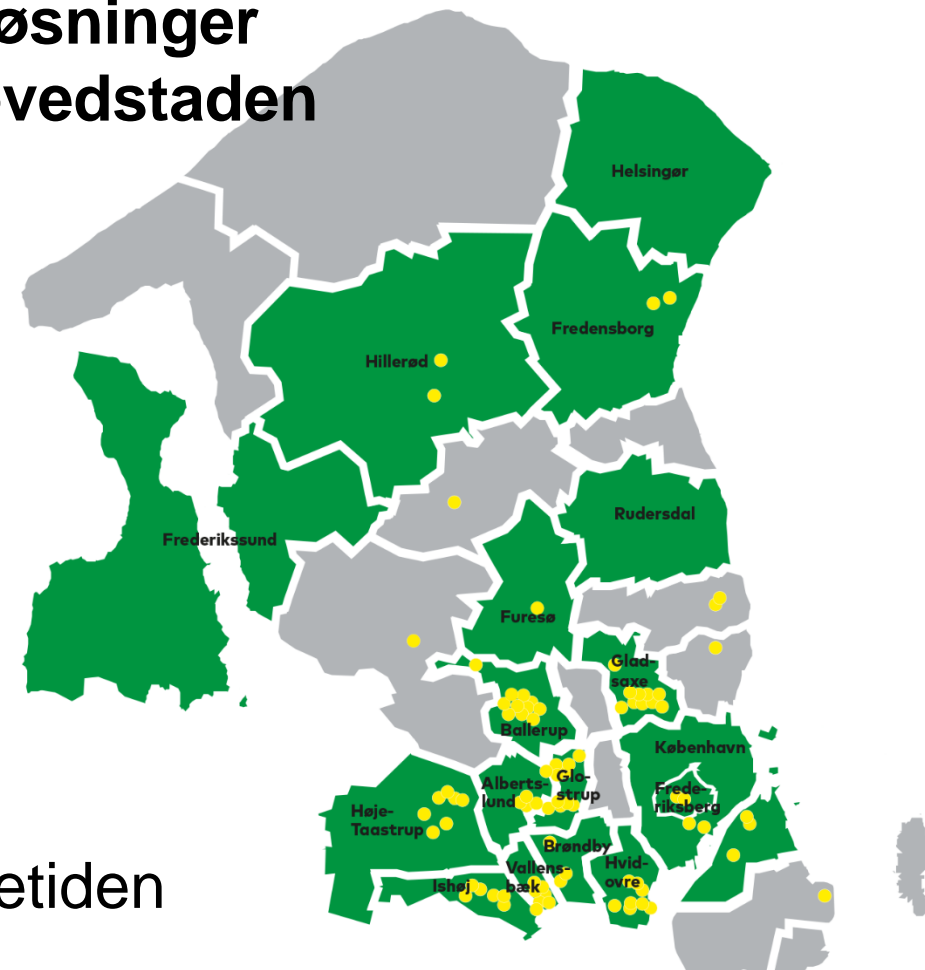 øsninger
vedstaden
Helsingør
Fredensborg
Hillerød
Rudersdal
Frederikssund
Furesø
Glad-
saxe
Ballerup
København
Alberts-
lund
Glo-
strup
Frede-
riksberg
Høje-
Taastrup
Brøndby
Vallens-
bæk
Hvid-
ovre
Ishøj
etiden